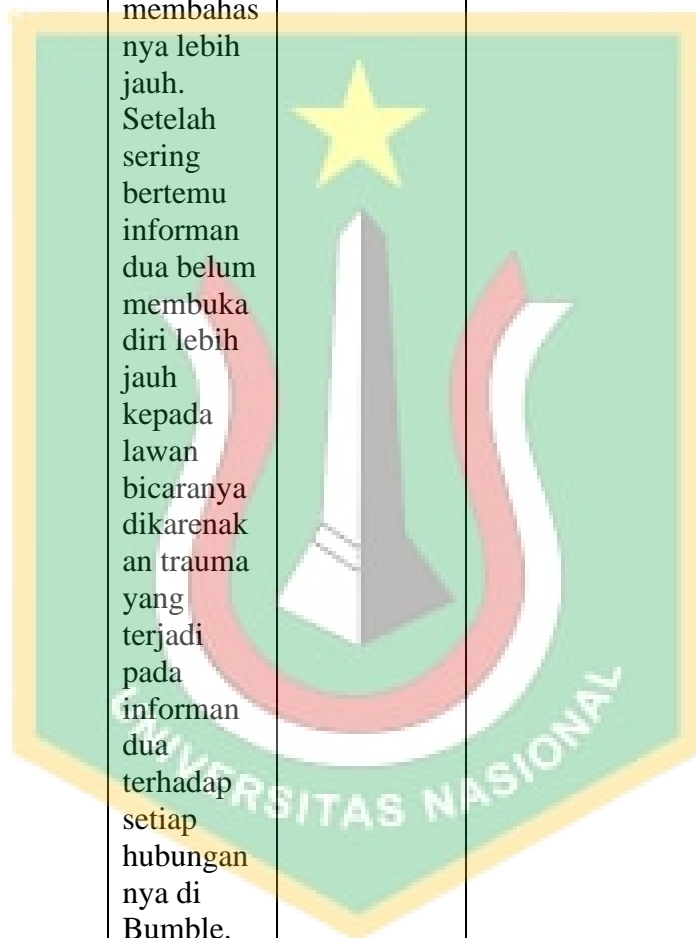 membahas
nya lebih
jauh.
Setelah
sering
bertemu
informan
dua belum
membuka
diri lebih
jauh
kepada
lawan
bicaranya
dikarenak
an trauma
yang
terjadi
pada
informan
dua
terhadap
setiap
hubungan
nya di
Bumble.
UNIVERSITAS NASIONAL